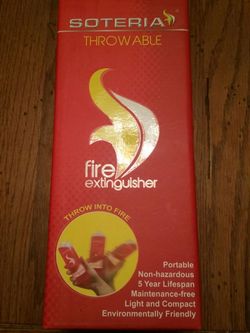 SOTERIA
THROWABLE
fire
extinguisher
THROW INTO FIRE
Portable
Non-hazardous
5 Year Lifespan
Maintenance-free
Light and Compact
Environmentally Friendly